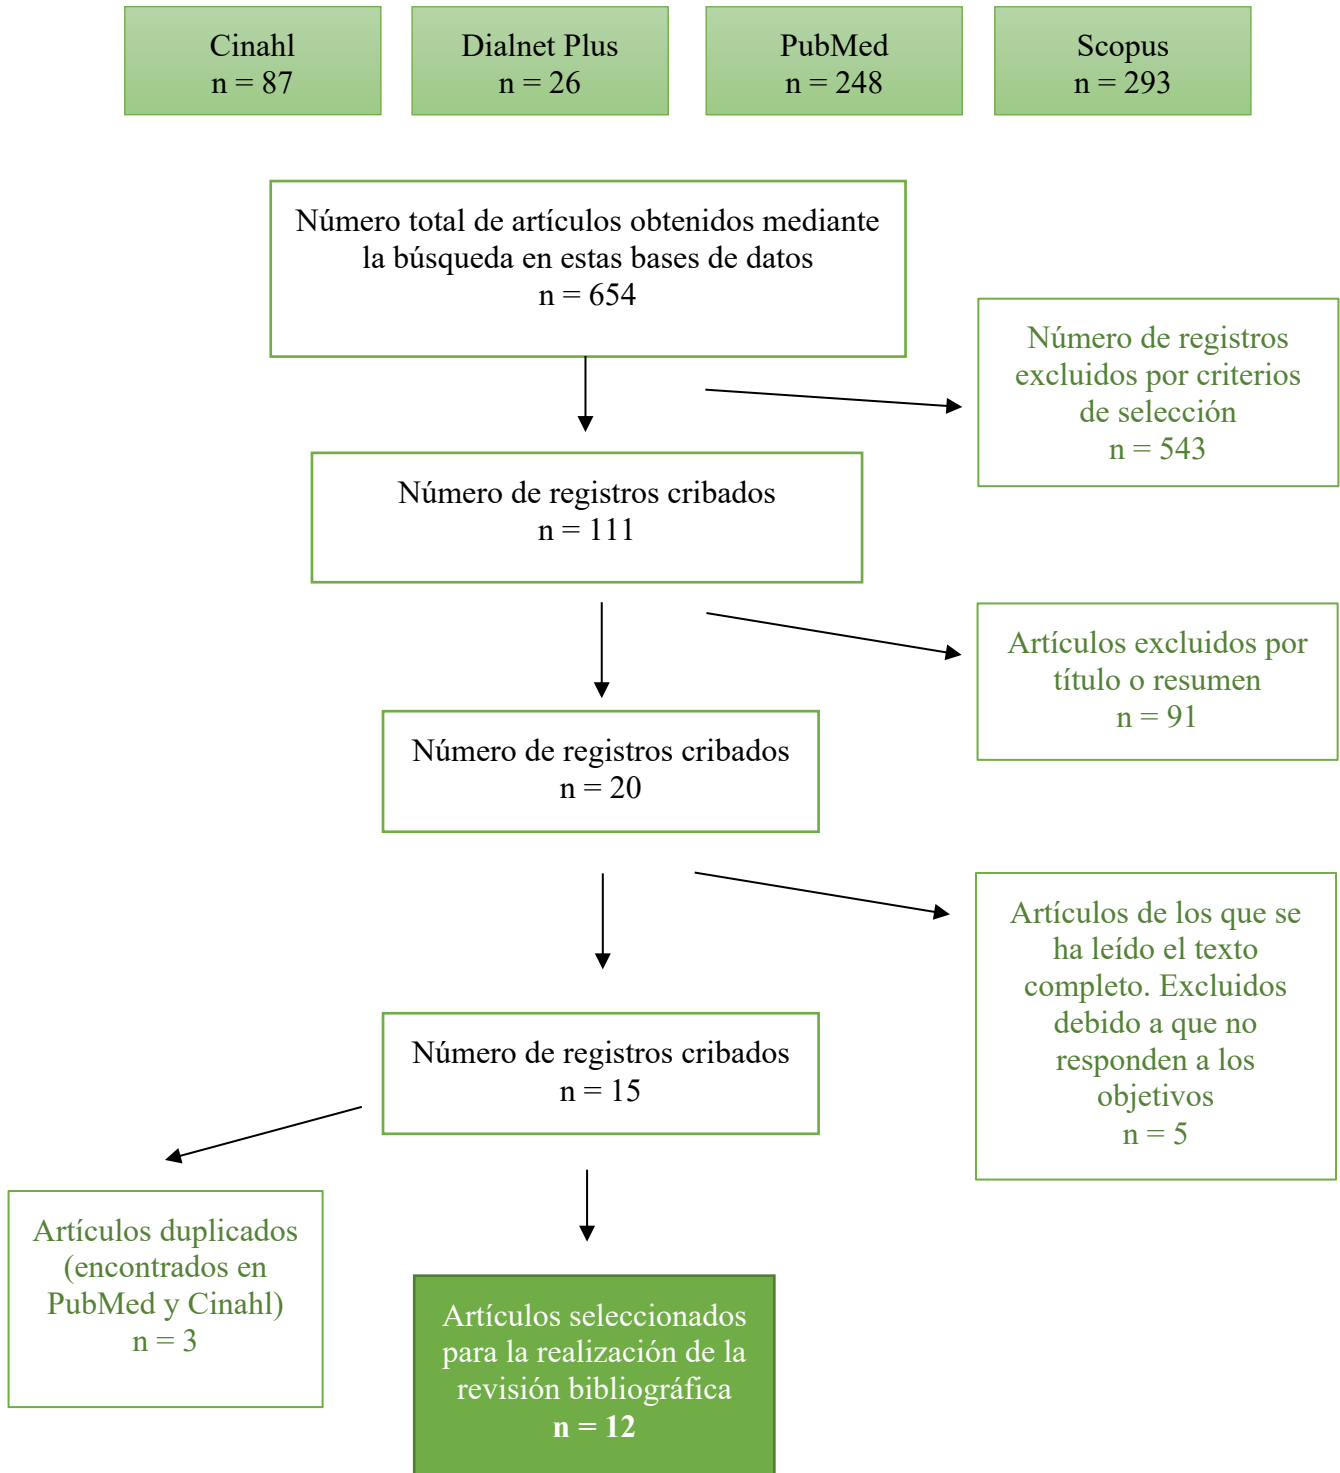 Cinahl
n = 87
Dialnet Plus
n = 26
PubMed
n = 248
Scopus
n = 293
Número total de artículos obtenidos mediante
la búsqueda en estas bases de datos
n = 654
Número de registros
excluidos por criterios
de selección
n = 543
Número de registros cribados
n = 111
Artículos excluidos por
título o resumen
n = 91
Número de registros cribados
n = 20
Artículos de los que se
ha leído el texto
completo. Excluidos
debido a que no
responden a los
objetivos
n = 5
Número de registros cribados
n = 15
Artículos duplicados
(encontrados en
PubMed y Cinahl)
n = 3
Artículos seleccionados
para la realización de la
revisión bibliográfica
n = 12